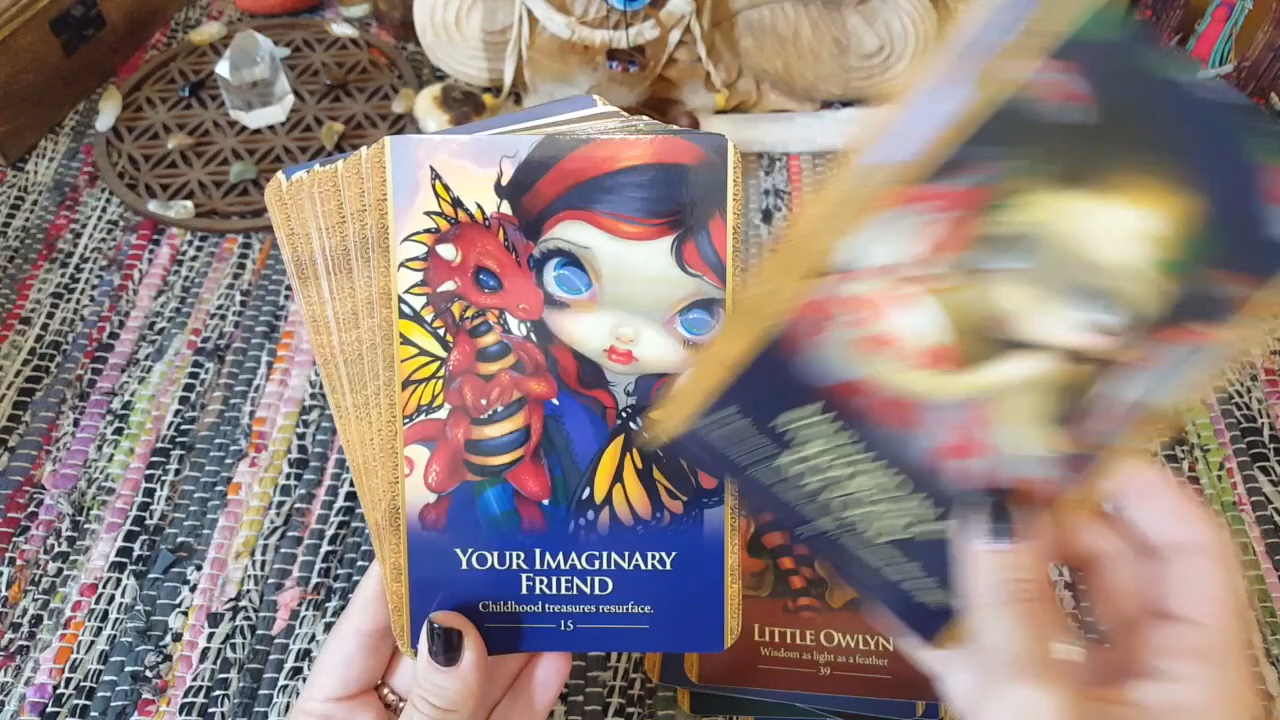 YOUR IMAGINARY
FRIEND
Childhood treasures resurface.
15
LITTLE OWLYN
Wisdom as light as a feather
39